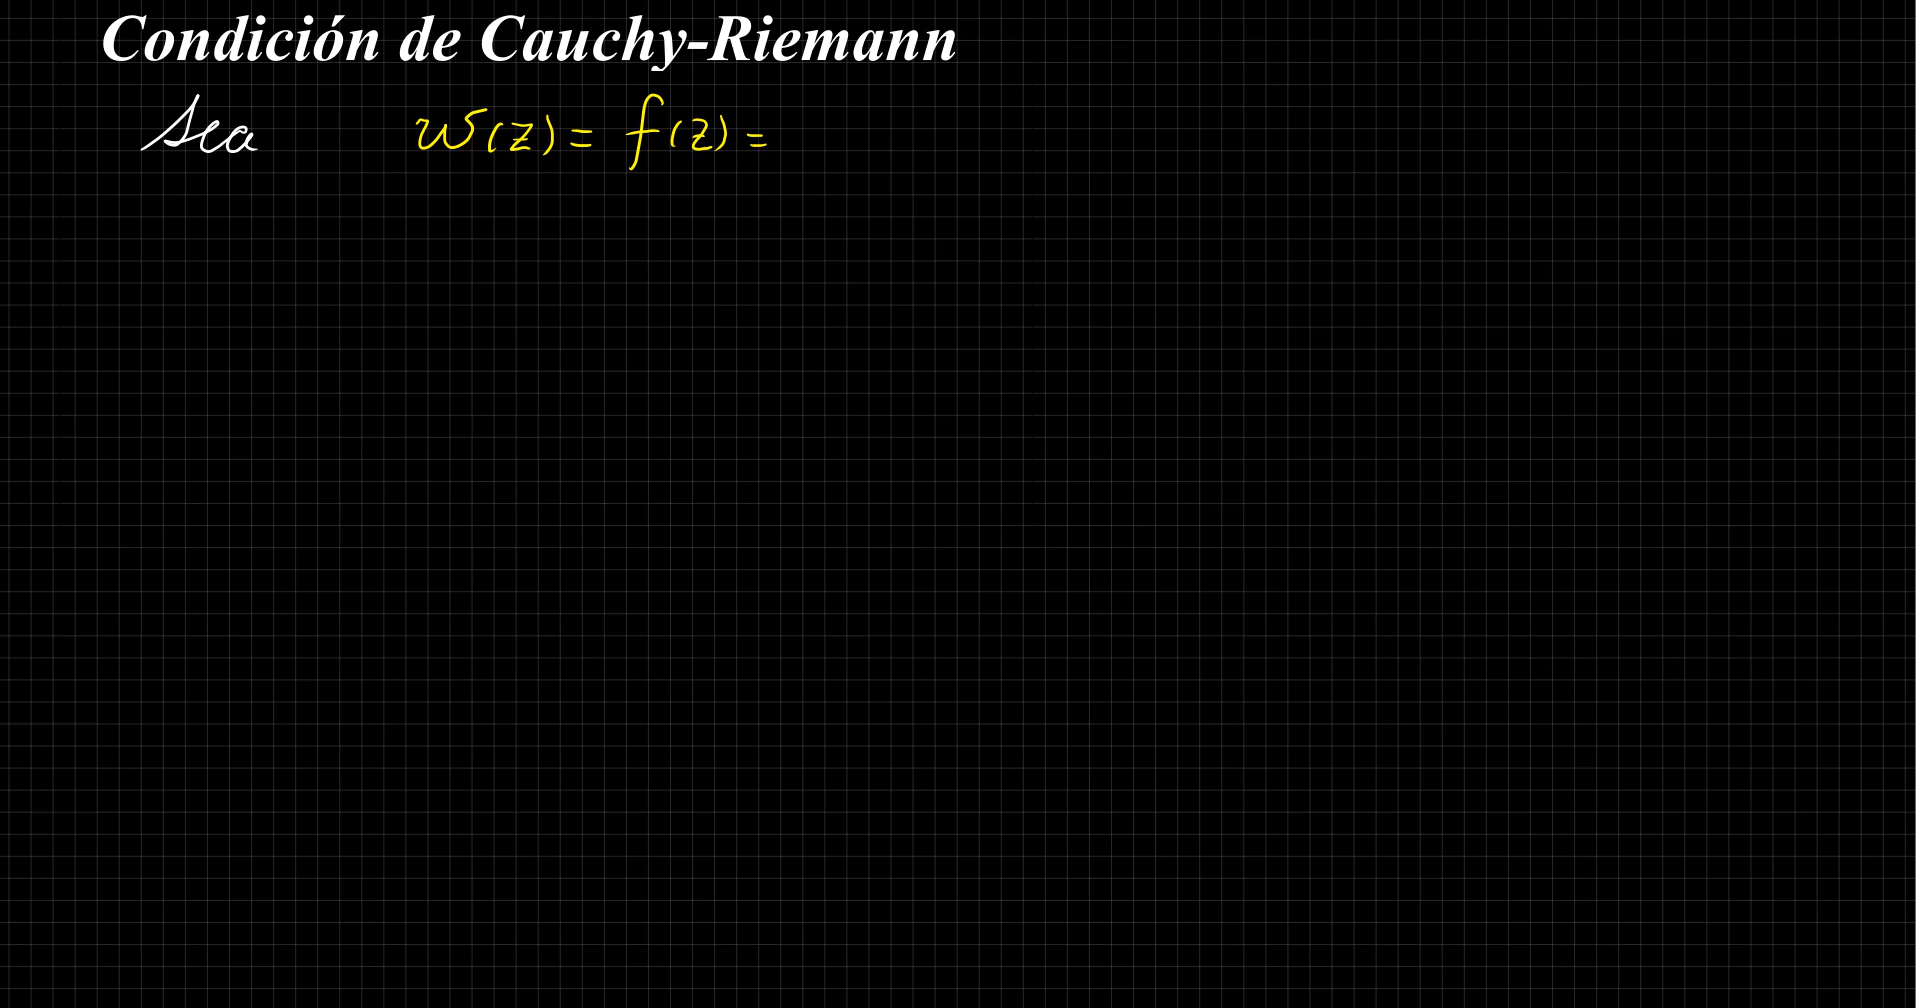 Condición de Cauchy-Riemann
Sea w(z) = f(z) =